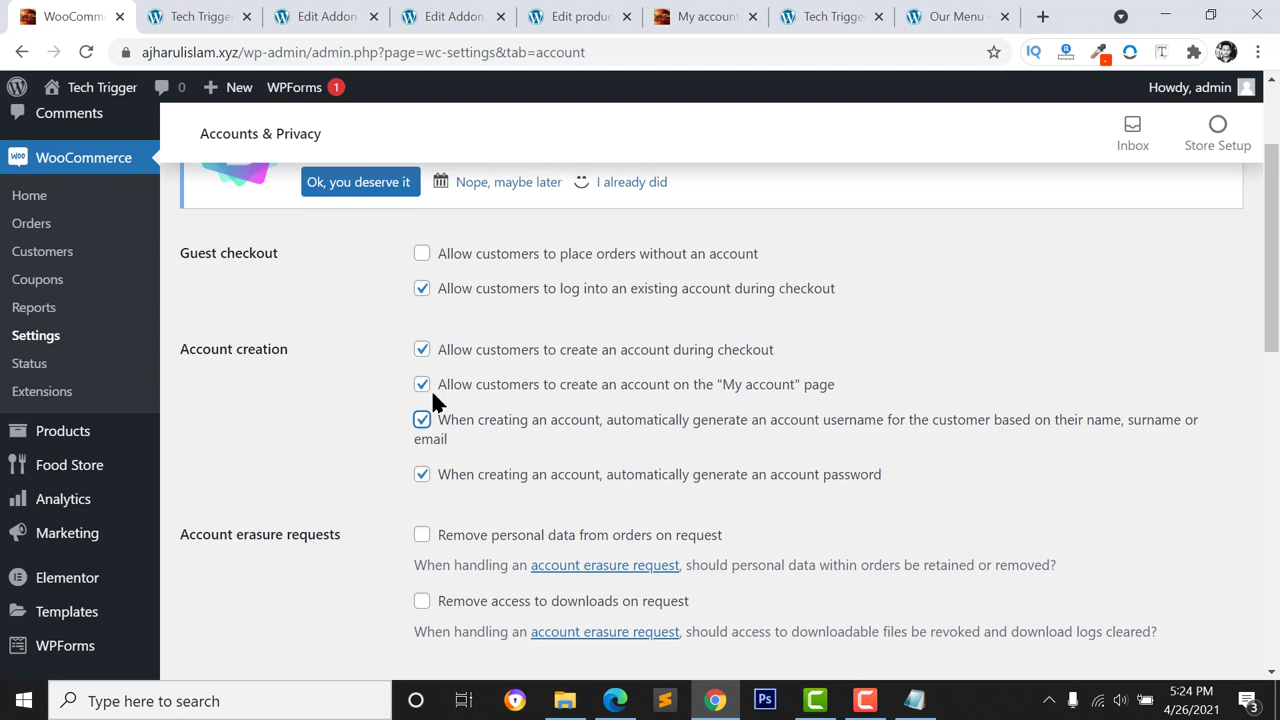 WooComm
Tech Trigger
Edit Addon
Edit Addon
Edit produc
My account
Tech Trigge
Our Menu -
ajharulislam.xyz/wp-admin/admin.php?page=wc-settings&tab=account
IQ
T
Tech Trigger
0
New
WPForms
1
Howdy, admin
Comments
Accounts & Privacy
Inbox
Store Setup
Woo
WooCommerce
Ok, you deserve it
Nope, maybe later
I already did
Home
Orders
Customers
Coupons
Reports
Settings
Status
Extensions
Products
Food Store
Analytics
Marketing
Elementor
Templates
WPForms
Guest checkout
Allow customers to place orders without an account
Allow customers to log into an existing account during checkout
Account creation
Allow customers to create an account during checkout
Allow customers to create an account on the "My account" page
When creating an account, automatically generate an account username for the customer based on their name, surname or
email
When creating an account, automatically generate an account password
Account erasure requests
Remove personal data from orders on request
When handling an account erasure request, should personal data within orders be retained or removed?
Remove access to downloads on request
When handling an account erasure request, should access to downloadable files be revoked and download logs cleared?
Type here to search
Ps
5:24 PM
4/26/2021
3